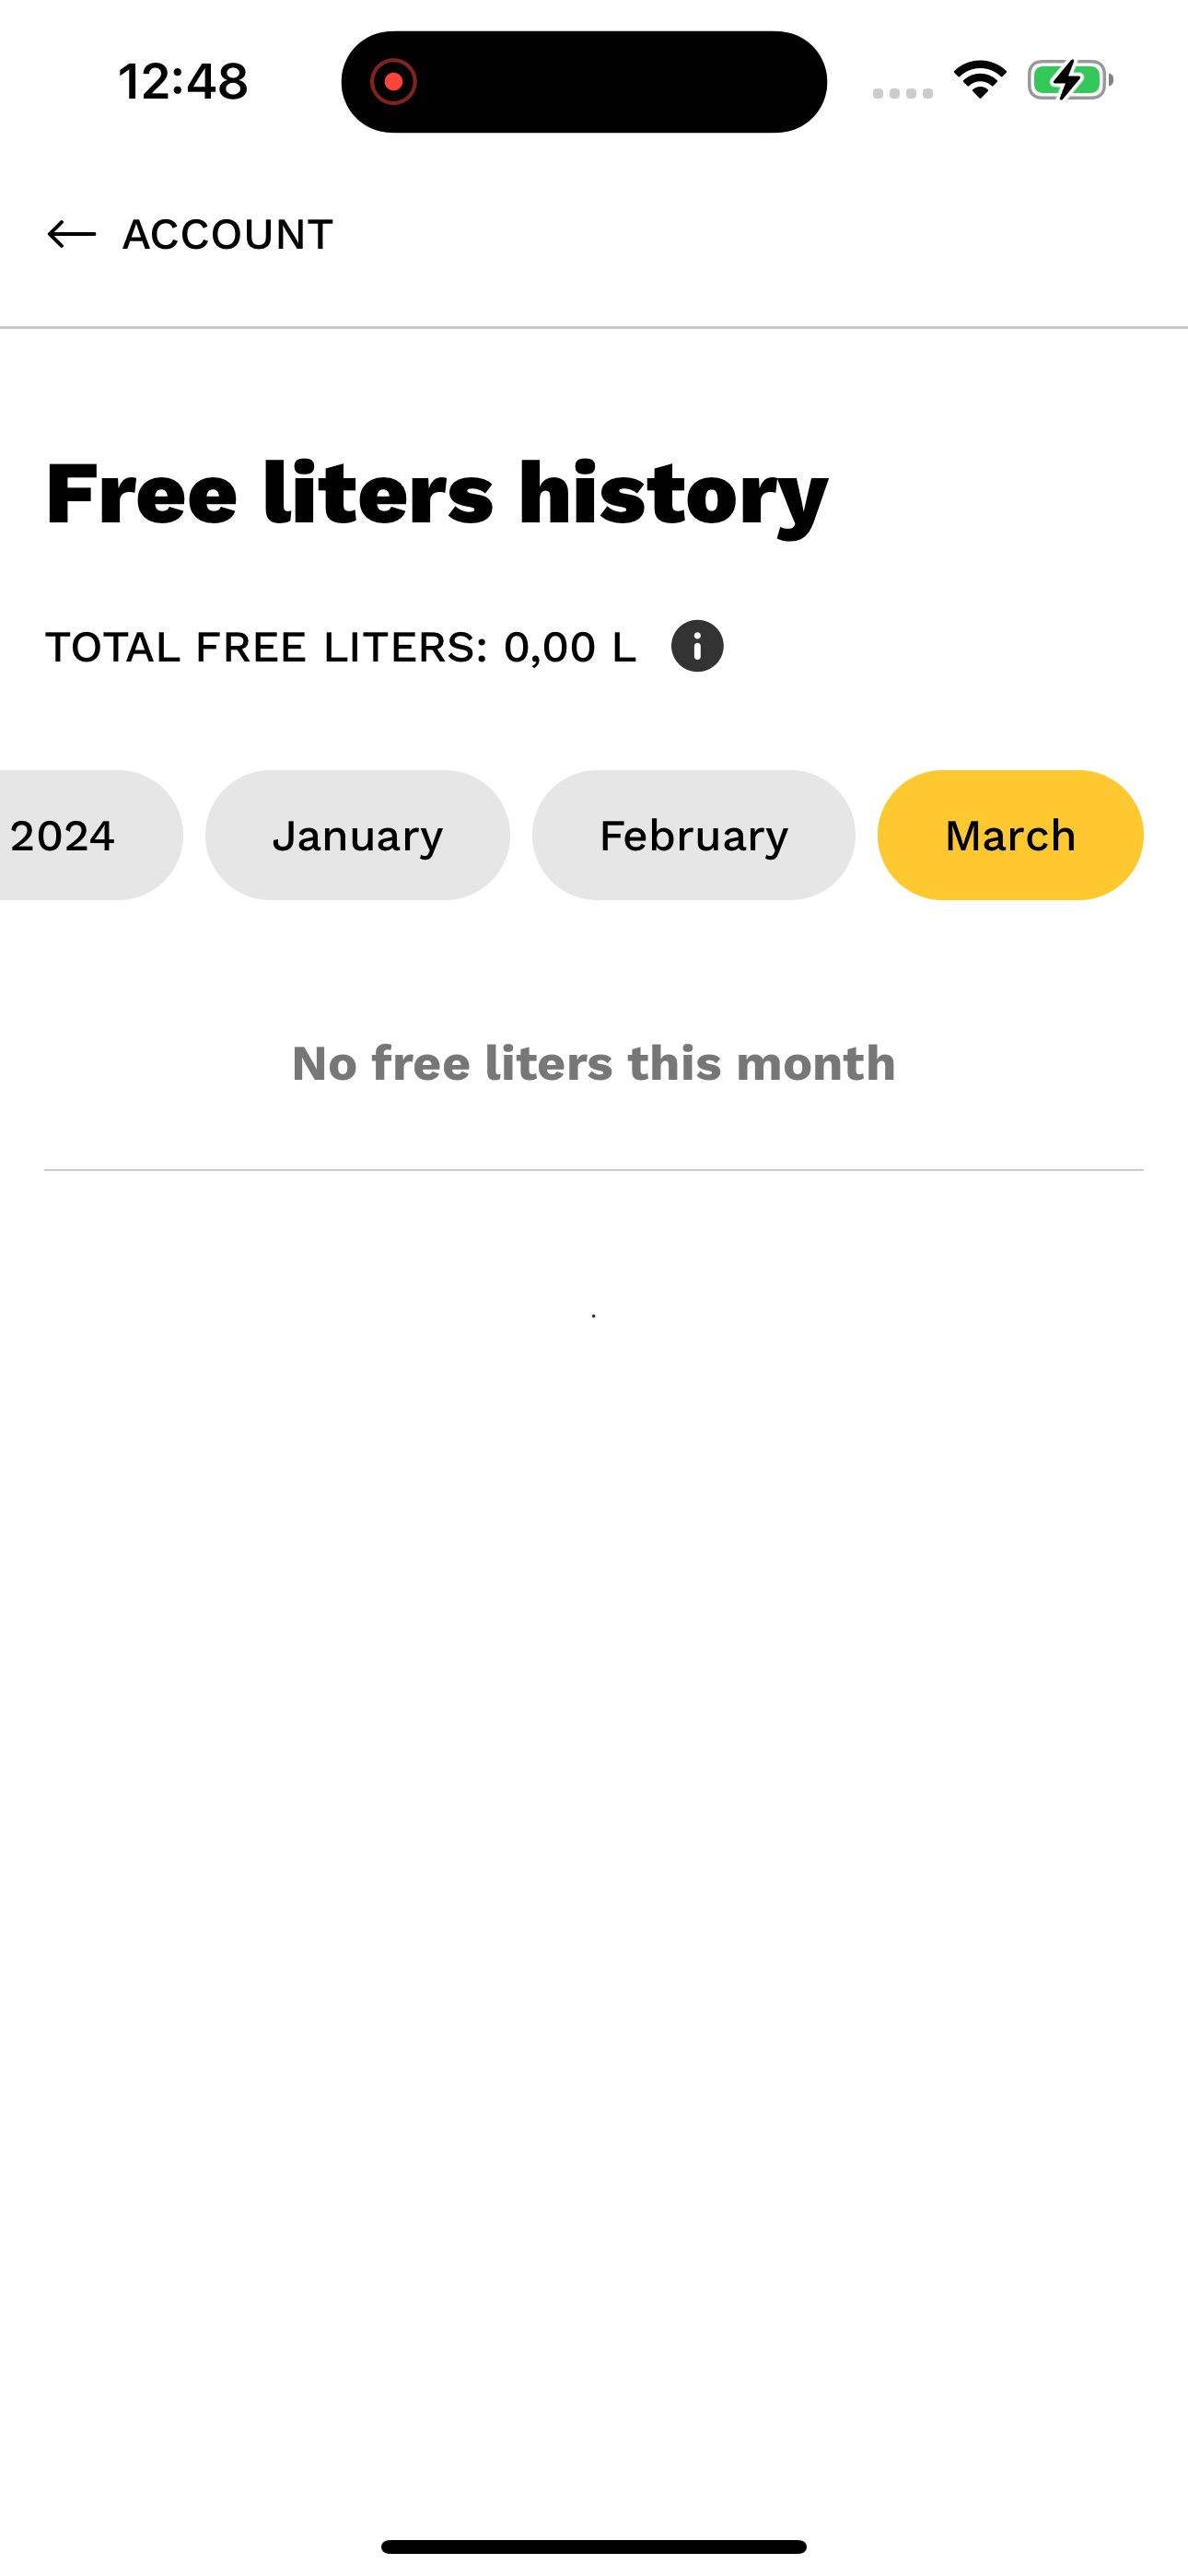 12:48
ACCOUNT
Free liters history
TOTAL FREE LITERS: 0,00 L
2024 January February March
No free liters this month
.